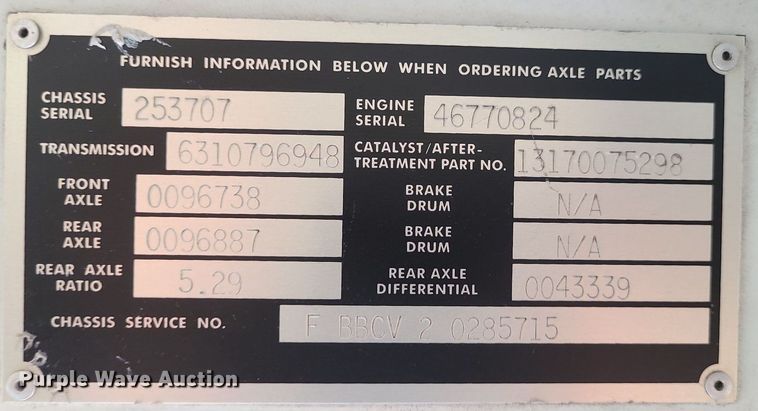 FURNISH INFORMATION BELOW WHEN ORDERING AXLE PARTS
CHASSIS SERIAL 253707 ENGINE SERIAL 46770824
TRANSMISSION 6310796948 CATALYST/AFTER-TREATMENT PART NO. 13170075298
FRONT AXLE 0096738 BRAKE DRUM N/A
REAR AXLE 0096887 BRAKE DRUM N/A
REAR AXLE RATIO 5.29 REAR AXLE DIFFERENTIAL 0043339
CHASSIS SERVICE NO. F BBCV 2 0285715
Purple Wave Auction